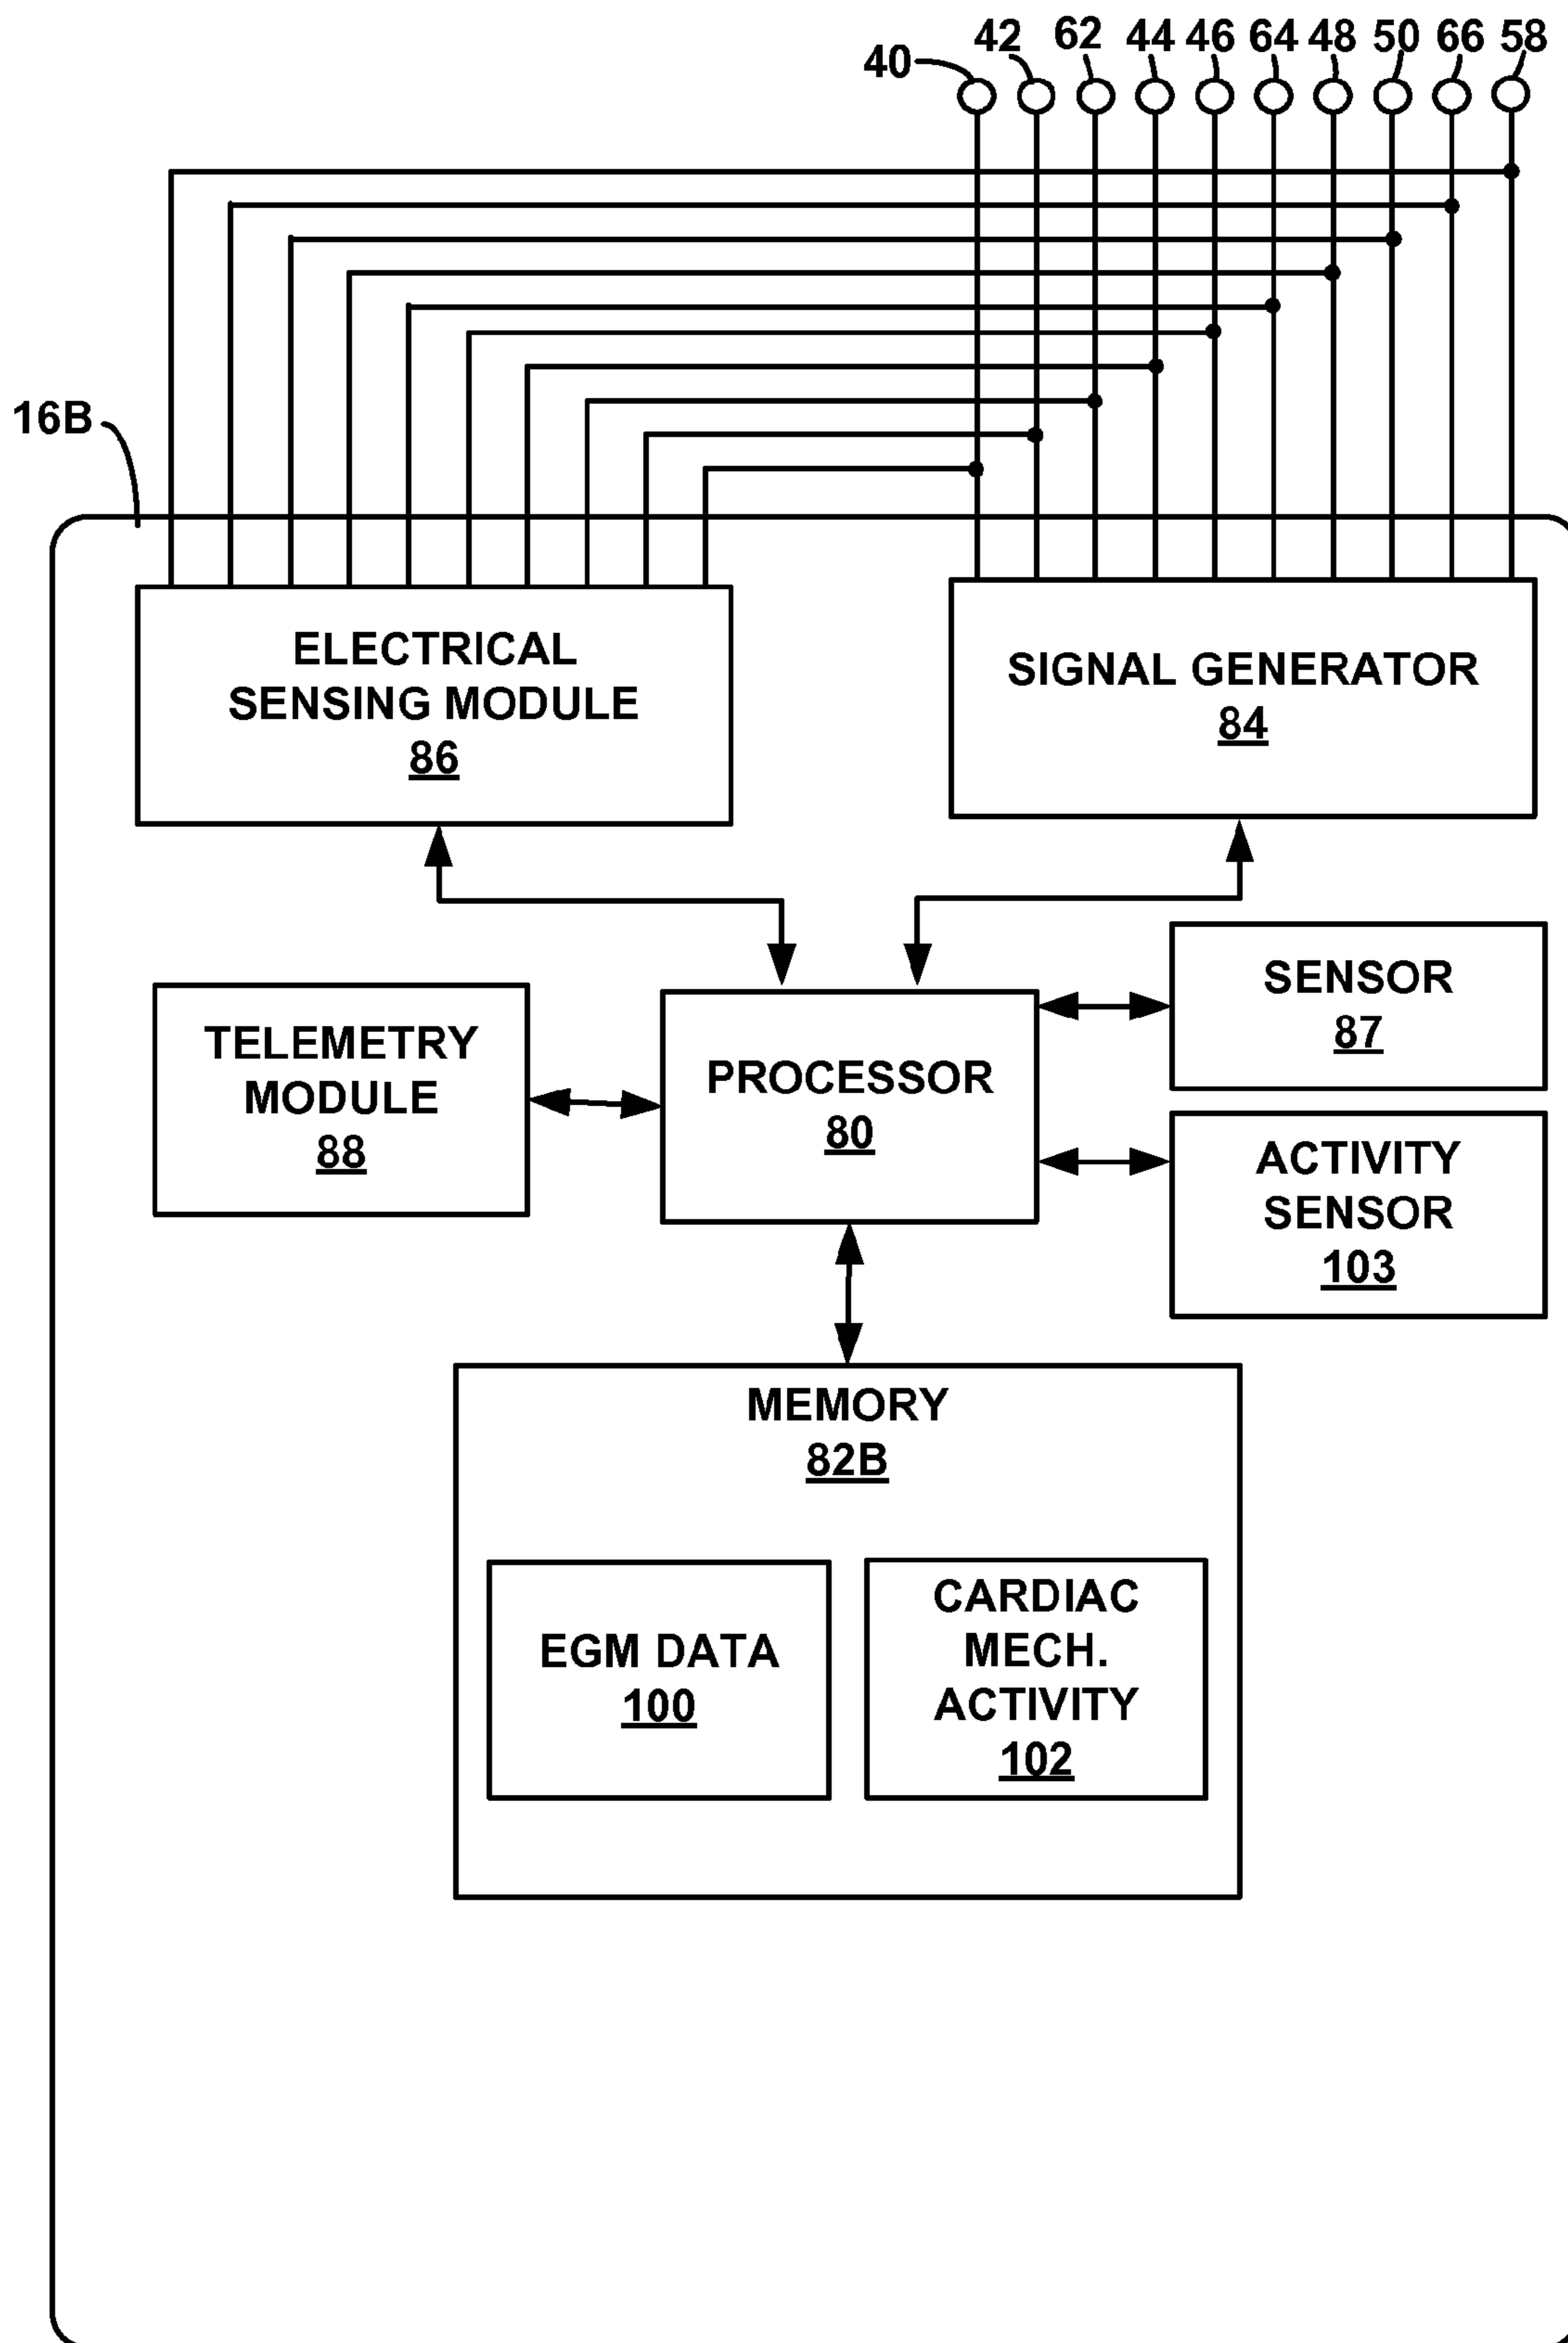 40 42 62 44 46 64 48 50 66 58
16B
ELECTRICAL
SENSING MODULE
86
SIGNAL GENERATOR
84
SENSOR
87
TELEMETRY
MODULE
88
PROCESSOR
80
ACTIVITY
SENSOR
103
MEMORY
82B
EGM DATA
100
CARDIAC
MECH.
ACTIVITY
102